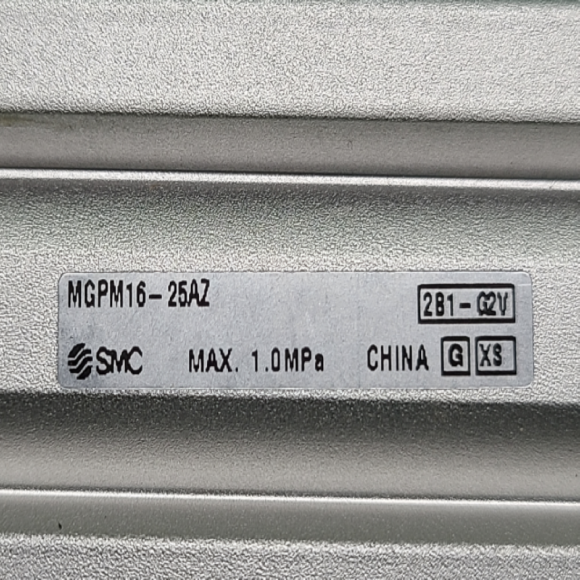 MGPM16-25AZ 2B1-G2V
SMC MAX. 1.0MPa CHINA G XS